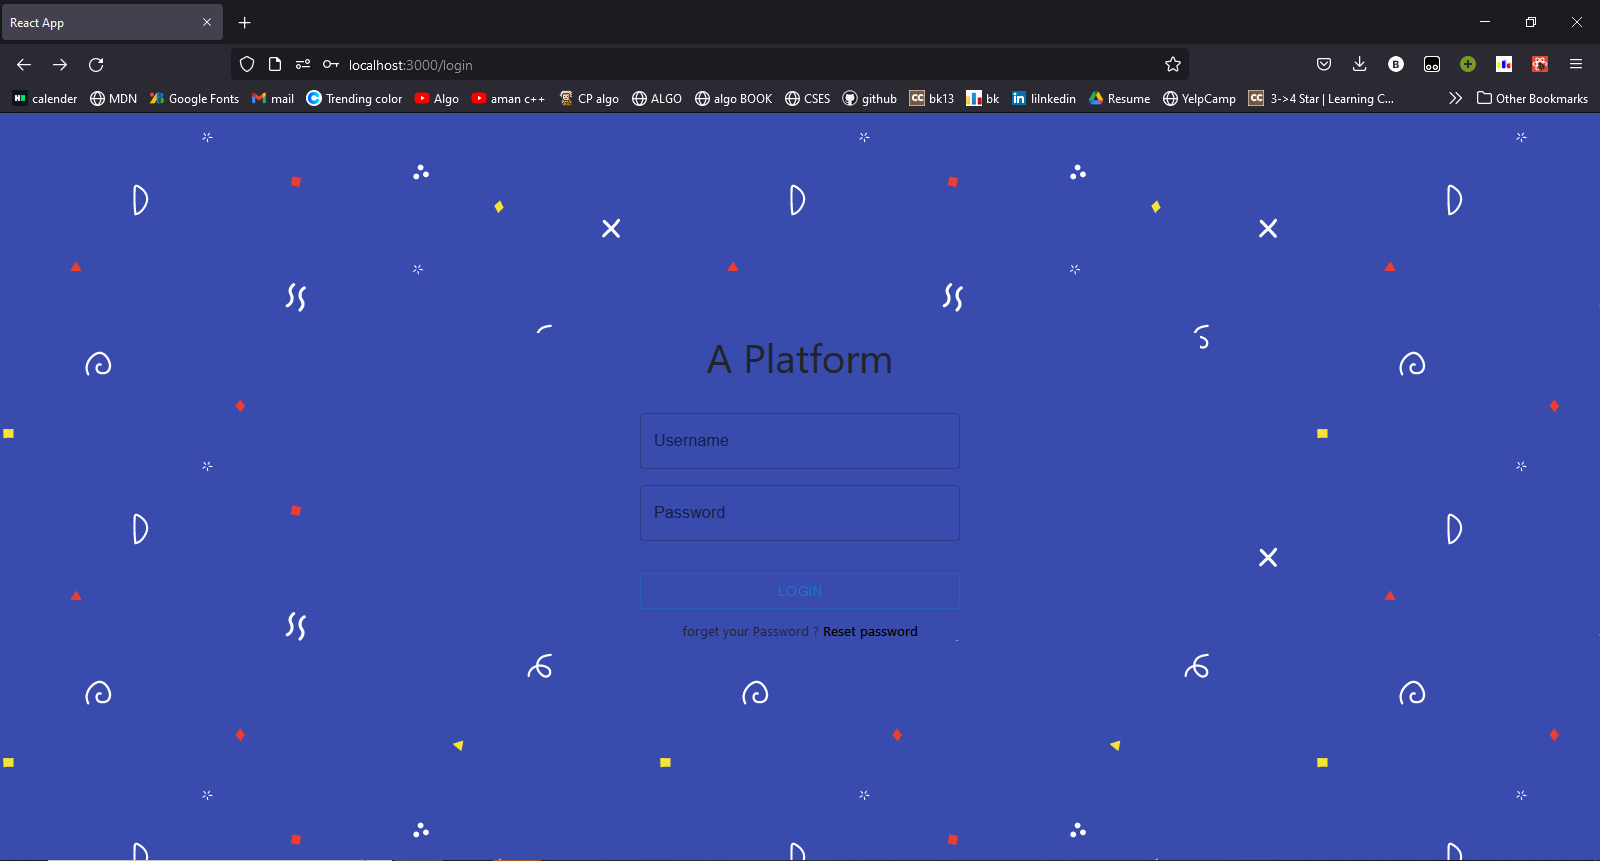 React App
localhost:3000/login
calender MDN Google Fonts mail Trending color Algo aman c++ CP algo ALGO algo BOOK CSES github CC bk13 bk lilnkedin Resume YelpCamp CC 3->4 Star | Learning C... Other Bookmarks
A Platform
Username
Password
LOGIN
forget your Password ? Reset password